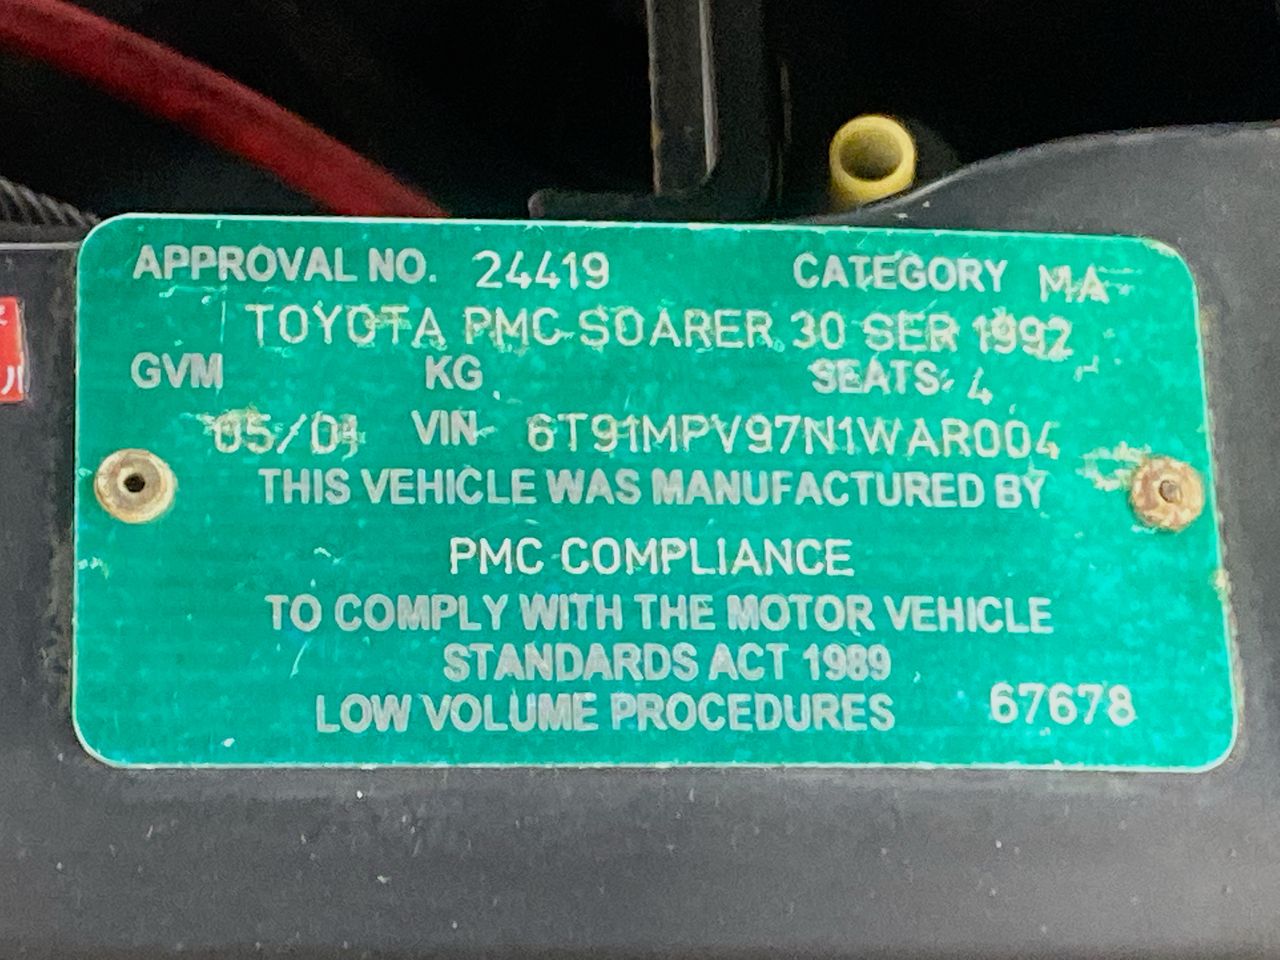 APPROVAL NO. 24419 CATEGORY MA
TOYOTA PMC SOARER 30 SER 1992
GVM KG SEATS 4
05/01 VIN 6T91MPV97N1WAR004
THIS VEHICLE WAS MANUFACTURED BY
PMC COMPLIANCE
TO COMPLY WITH THE MOTOR VEHICLE
STANDARDS ACT 1989
LOW VOLUME PROCEDURES 67678